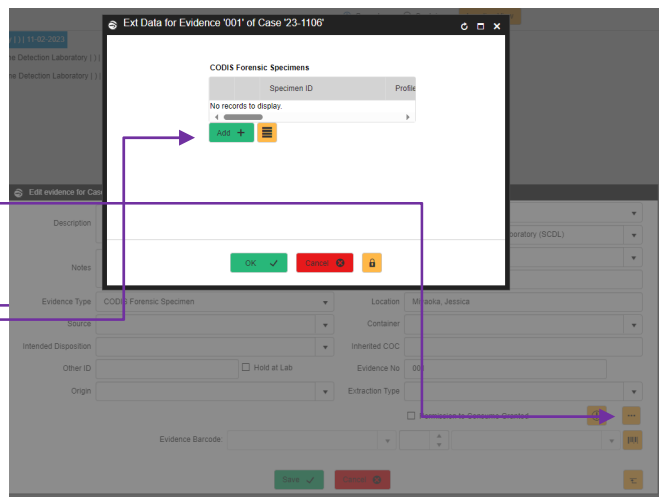 Ext Data for Evidence '001' of Case '23-1106'
) | 11-02-2023
e Detection Laboratory ( )
e Detection Laboratory ( )
CODIS Forensic Specimens
Specimen ID Profile
No records to display.
Add +
Edit evidence for Cas
Description
boratory (SCDL)
Notes
OK Cancel
Evidence Type CODIS Forensic Specimen Location Minaoka, Jessica
Source Container
Intended Disposition Inherited COC
Other ID Hold at Lab Evidence No 001
Origin Extraction Type
Permission to Consume Granted
Evidence Barcode:
Save Cancel